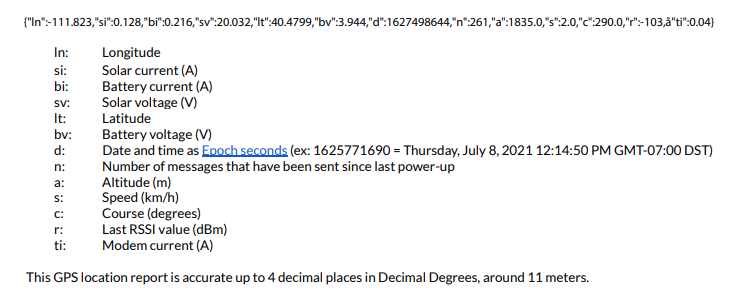 {"ln":-111.823,"si":0.128,"bi":0.216,"sv":20.032,"lt":40.4799,"bv":3.944,"d":1627498644,"n":261,"a":1835.0,"s":2.0,"c":290.0,"r":-103,â"ti":0.04}
ln: Longitude
si: Solar current (A)
bi: Battery current (A)
sv: Solar voltage (V)
lt: Latitude
bv: Battery voltage (V)
d: Date and time as Epoch seconds (ex: 1625771690 = Thursday, July 8, 2021 12:14:50 PM GMT-07:00 DST)
n: Number of messages that have been sent since last power-up
a: Altitude (m)
s: Speed (km/h)
c: Course (degrees)
r: Last RSSI value (dBm)
ti: Modem current (A)
This GPS location report is accurate up to 4 decimal places in Decimal Degrees, around 11 meters.